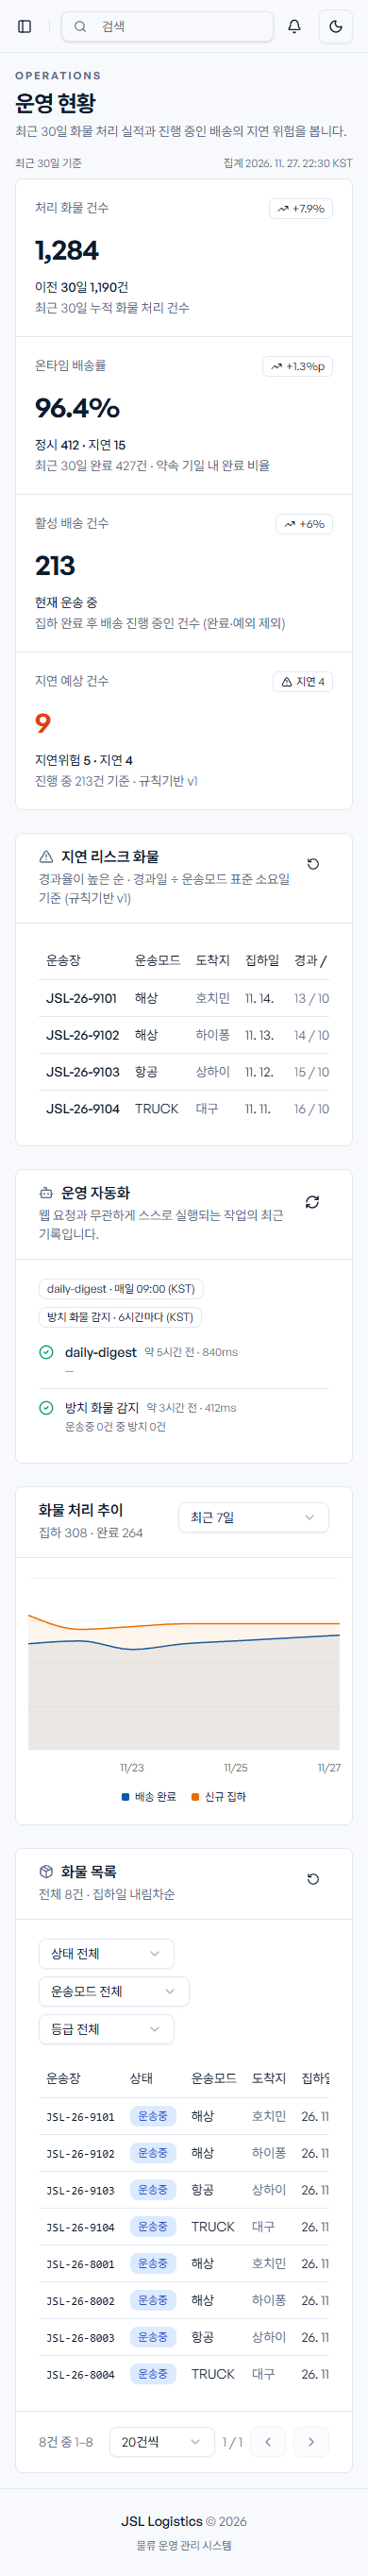 검색
OPERATIONS
운영 현황
최근 30일 화물 처리 실적과 진행 중인 배송의 지연 위험을 봅니다.
최근 30일 기준
집계 2026. 11. 27. 22:30 KST
처리 화물 건수
+7.9%
1,284
이전 30일 1,190건
최근 30일 누적 화물 처리 건수
온타임 배송률
+1.3%p
96.4%
정시 412 · 지연 15
최근 30일 완료 427건 · 약속 기일 내 완료 비율
활성 배송 건수
+6%
213
현재 운송 중
집하 완료 후 배송 진행 중인 건수 (완료·예외 제외)
지연 예상 건수
지연 4
9
지연위험 5 · 지연 4
진행 중 213건 기준 · 규칙기반 v1
지연 리스크 화물
경과율이 높은 순 · 경과일 ÷ 운송모드 표준 소요일
기준 (규칙기반 v1)
운송장 운송모드 도착지 집하일 경과 /
JSL-26-9101 해상 호치민 11. 14. 13 / 10
JSL-26-9102 해상 하이퐁 11. 13. 14 / 10
JSL-26-9103 항공 상하이 11. 12. 15 / 10
JSL-26-9104 TRUCK 대구 11. 11. 16 / 10
운영 자동화
웹 요청과 무관하게 스스로 실행되는 작업의 최근
기록입니다.
daily-digest · 매일 09:00 (KST)
방치 화물 감지 · 6시간마다 (KST)
daily-digest 약 5시간 전 · 840ms
—
방치 화물 감지 약 3시간 전 · 412ms
운송중 0건 중 방치 0건
화물 처리 추이
집하 308 · 완료 264
최근 7일
11/23 11/25 11/27
배송 완료 신규 집하
화물 목록
전체 8건 · 집하일 내림차순
상태 전체
운송모드 전체
등급 전체
운송장 상태 운송모드 도착지 집하일
JSL-26-9101 운송중 해상 호치민 26. 11
JSL-26-9102 운송중 해상 하이퐁 26. 11
JSL-26-9103 운송중 항공 상하이 26. 11
JSL-26-9104 운송중 TRUCK 대구 26. 11
JSL-26-8001 운송중 해상 호치민 26. 11
JSL-26-8002 운송중 해상 하이퐁 26. 11
JSL-26-8003 운송중 항공 상하이 26. 11
JSL-26-8004 운송중 TRUCK 대구 26. 11
8건 중 1–8 20건씩 1 / 1
JSL Logistics © 2026
물류 운영 관리 시스템